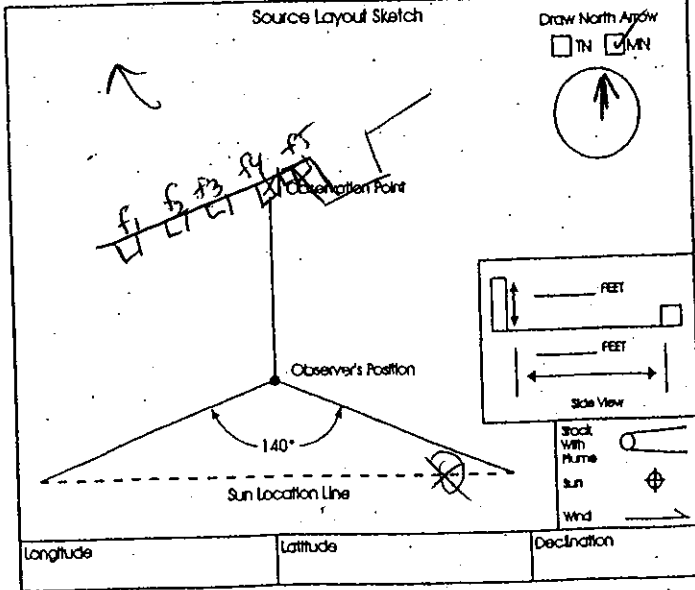 Source Layout Sketch
Draw North Arrow
TN MN
f1 f2 f3 f4 f5
Observation Point
FEET
FEET
Side View
Observer's Position
140°
Sun Location Line
Stack
With
Plume
Sun
Wind
Longitude Latitude Declination